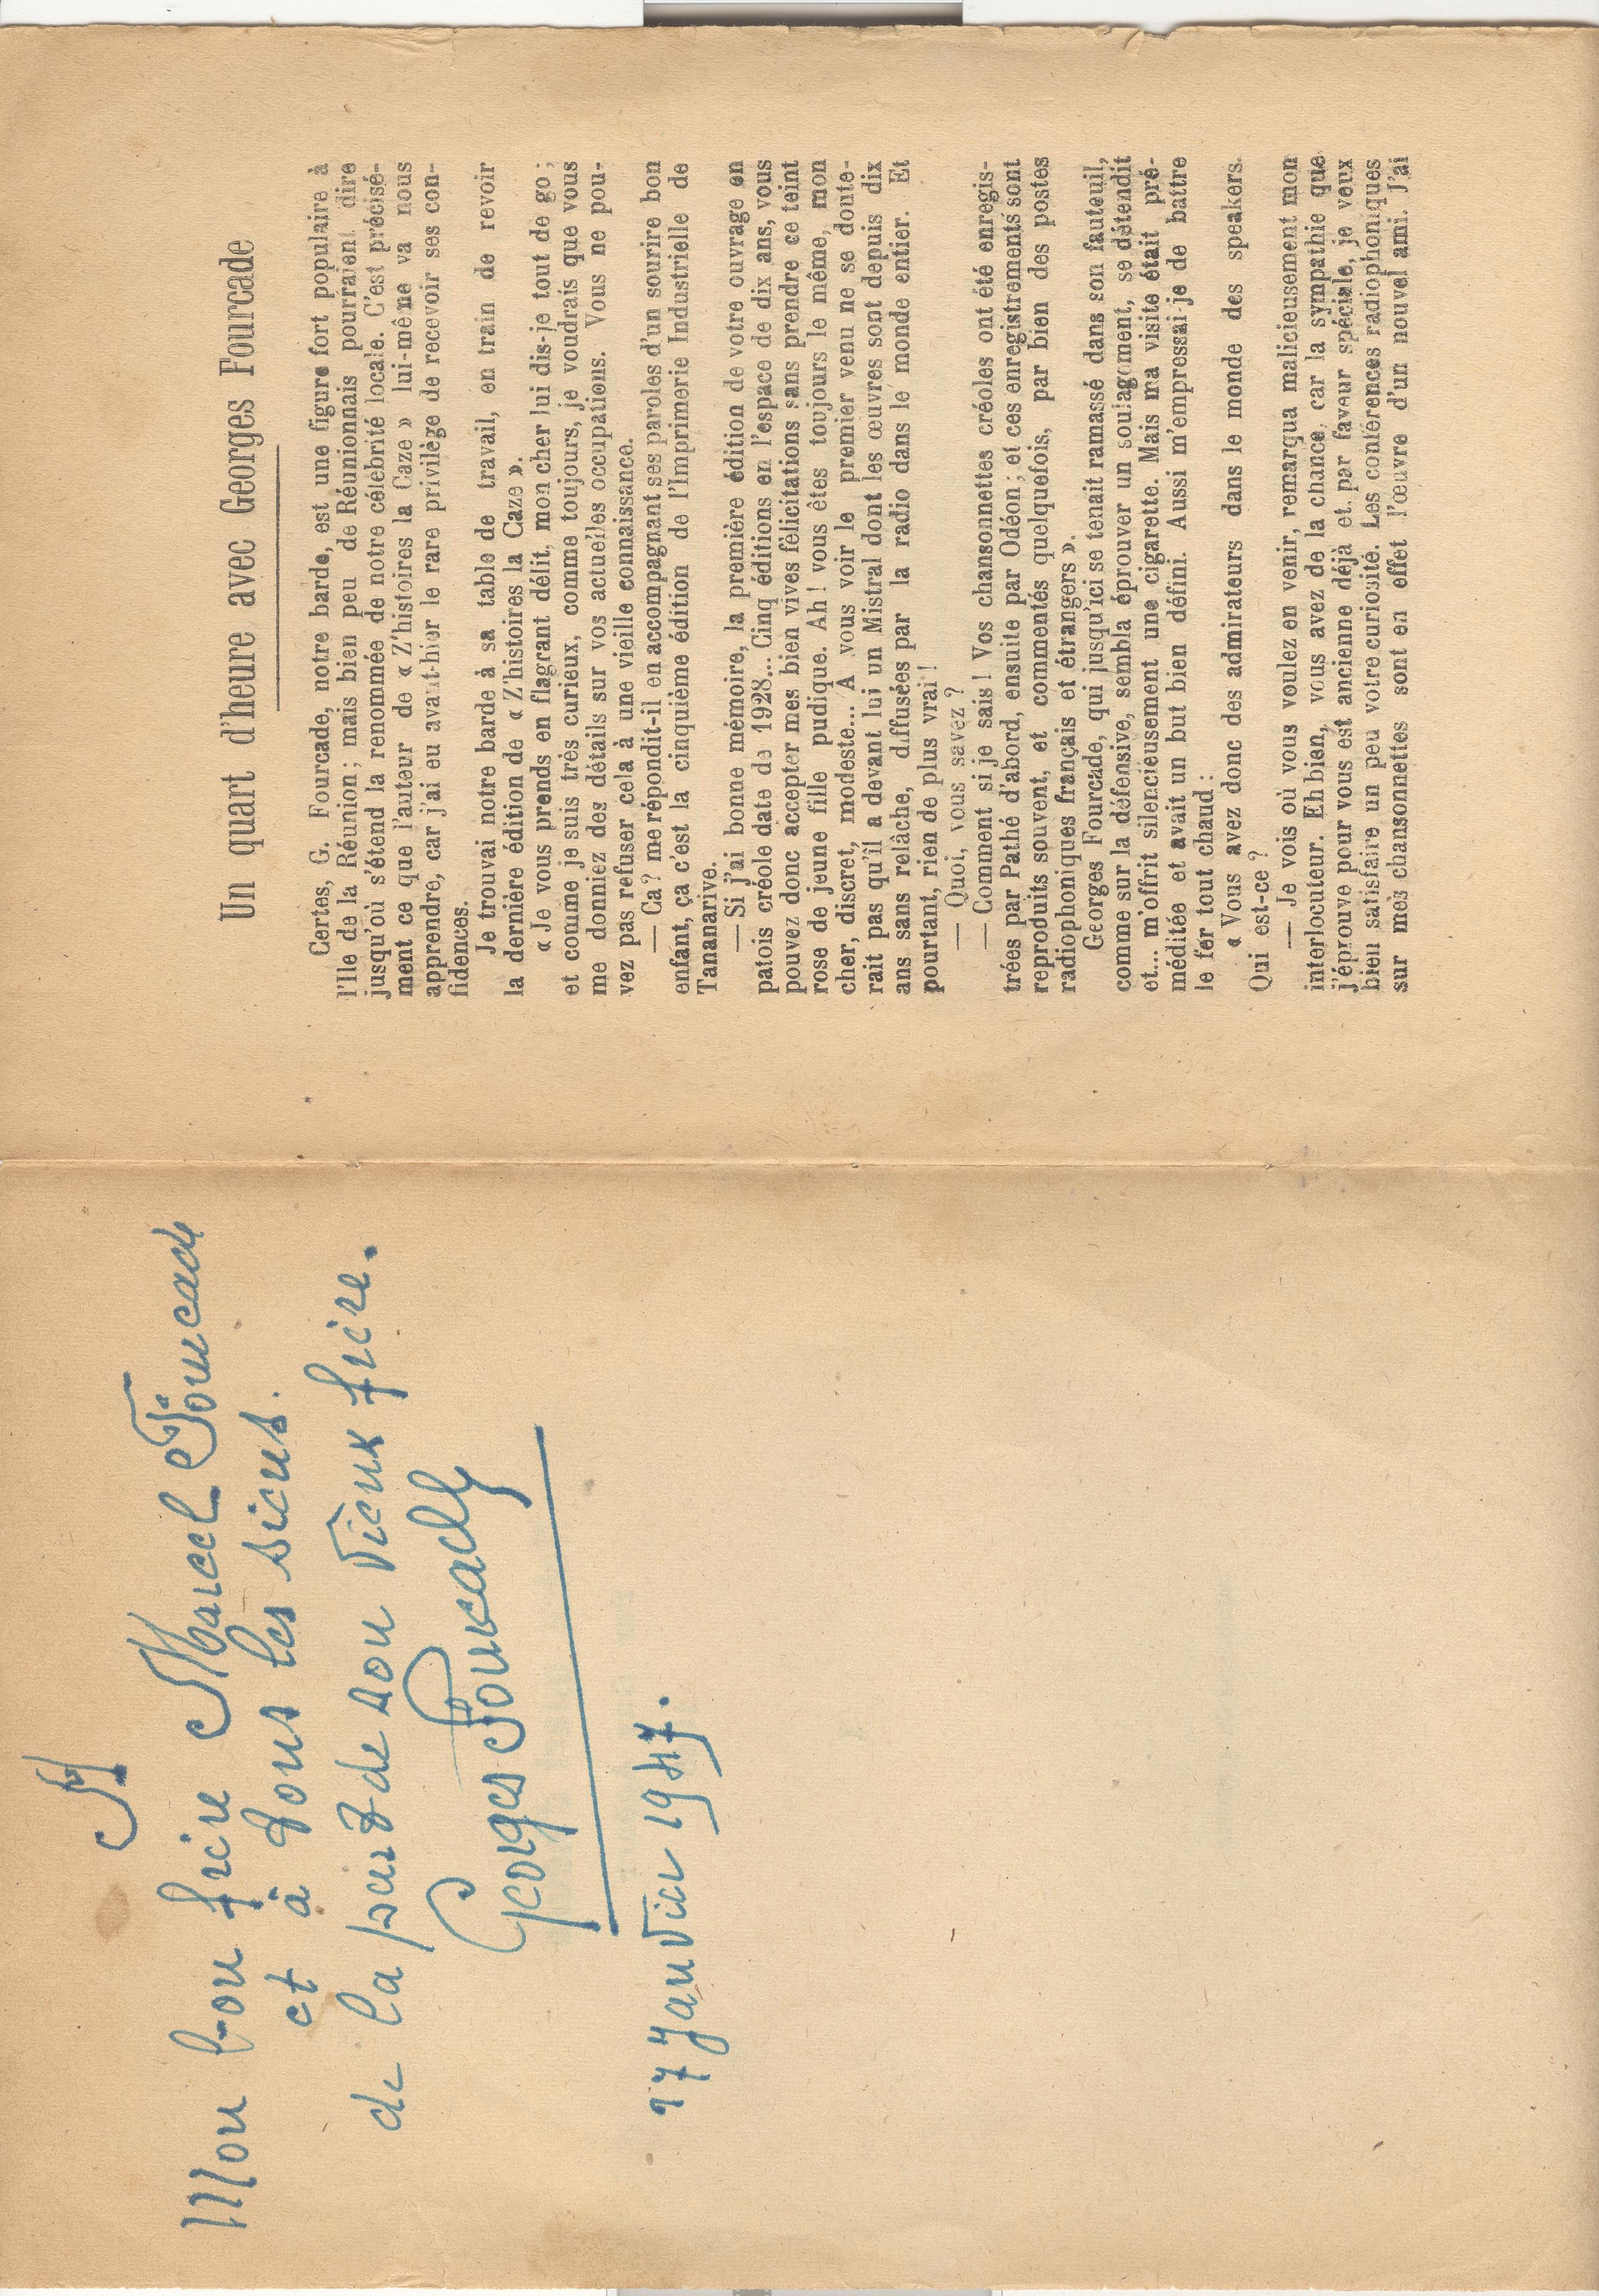 A
Mon bon frère Marcel Fourcade
et à tous les siens.
de la part de son vieux frère.
Georges Fourcade
17 Janvier 1947.
Un quart d'heure avec Georges Fourcade
Certes, G. Fourcade, notre barde, est une figure fort populaire à
l'Ile de la Réunion ; mais bien peu de Réunionnais pourraient dire
jusqu'où s'étend la renommée de notre célébrité locale. C'est précisé-
ment ce que l'auteur de « Z'histoires la Caze » lui-même va nous
apprendre, car j'ai eu avant-hier le rare privilège de recevoir ses con-
fidences.
Je trouvai notre barde à sa table de travail, en train de revoir
la dernière édition de « Z'histoires la Caze ».
« Je vous prends en flagrant délit, mon cher lui dis-je tout de go ;
et comme je suis très curieux, comme toujours, je voudrais que vous
me donniez des détails sur vos actuelles occupations. Vous ne pou-
vez pas refuser cela à une vieille connaissance.
— Ca ? me répondit-il en accompagnant ses paroles d'un sourire bon
enfant, ça c'est la cinquième édition de l'Imprimerie Industrielle de
Tananarive.
— Si j'ai bonne mémoire, la première édition de votre ouvrage en
patois créole date de 1928... Cinq éditions en l'espace de dix ans, vous
pouvez donc accepter mes bien vives félicitations sans prendre ce teint
rose de jeune fille pudique. Ah ! vous êtes toujours le même, mon
cher, discret, modeste... A vous voir le premier venu ne se doute-
rait pas qu'il a devant lui un Mistral dont les œuvres sont depuis dix
ans sans relâche, diffusées par la radio dans le monde entier. Et
pourtant, rien de plus vrai !
— Quoi, vous savez ?
— Comment si je sais ! Vos chansonnettes créoles ont été enregis-
trées par Pathé d'abord, ensuite par Odéon ; et ces enregistrements sont
reproduits souvent, et commentés quelquefois, par bien des postes
radiophoniques français et étrangers ».
Georges Fourcade, qui jusqu'ici se tenait ramassé dans son fauteuil,
comme sur la défensive, sembla éprouver un soulagement, se détendit
et... m'offrit silencieusement une cigarette. Mais ma visite était pré-
méditée et avait un but bien défini. Aussi m'empressai-je de battre
le fer tout chaud :
« Vous avez donc des admirateurs dans le monde des speakers.
Qui est-ce ?
— Je vois où vous voulez en venir, remarqua malicieusement mon
interlocuteur. Eh bien, vous avez de la chance, car la sympathie que
j'éprouve pour vous est ancienne déjà et, par faveur spéciale, je veux
bien satisfaire un peu votre curiosité. Les conférences radiophoniques
sur mes chansonnettes sont en effet l'œuvre d'un nouvel ami. J'ai